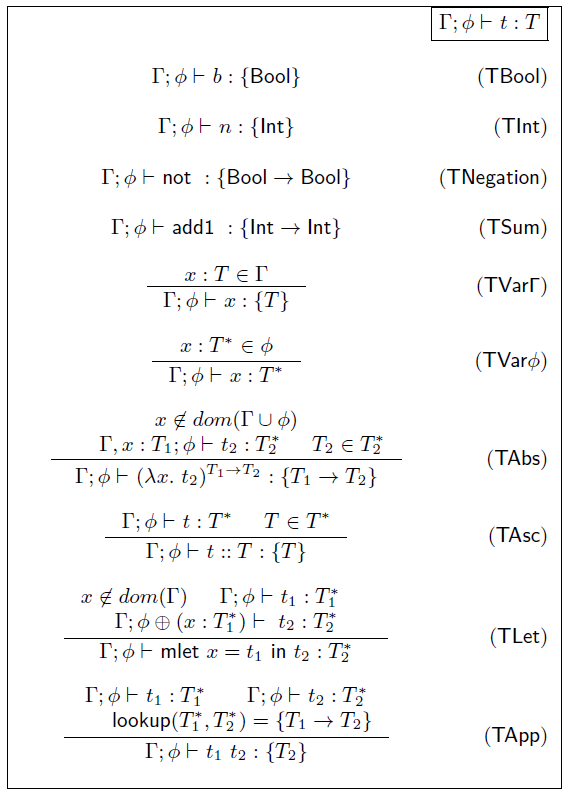 Γ; ϕ ⊢ t : T
Γ; ϕ ⊢ b : {Bool} (TBool)
Γ; ϕ ⊢ n : {Int} (TInt)
Γ; ϕ ⊢ not : {Bool → Bool} (TNegation)
Γ; ϕ ⊢ add1 : {Int → Int} (TSum)
x : T ∈ Γ
Γ; ϕ ⊢ x : {T} (TVarΓ)
x : T* ∈ ϕ
Γ; ϕ ⊢ x : T* (TVarϕ)
x ∉ dom(Γ ∪ ϕ)
Γ, x : T₁; ϕ ⊢ t₂ : T₂* T₂ ∈ T₂*
Γ; ϕ ⊢ (λx. t₂)^{T₁→T₂} : {T₁ → T₂} (TAbs)
Γ; ϕ ⊢ t : T* T ∈ T*
Γ; ϕ ⊢ t :: T : {T} (TAsc)
x ∉ dom(Γ) Γ; ϕ ⊢ t₁ : T₁*
Γ; ϕ ⊕ (x : T₁*) ⊢ t₂ : T₂*
Γ; ϕ ⊢ mlet x = t₁ in t₂ : T₂* (TLet)
Γ; ϕ ⊢ t₁ : T₁* Γ; ϕ ⊢ t₂ : T₂*
lookup(T₁*, T₂*) = {T₁ → T₂}
Γ; ϕ ⊢ t₁ t₂ : {T₂} (TApp)